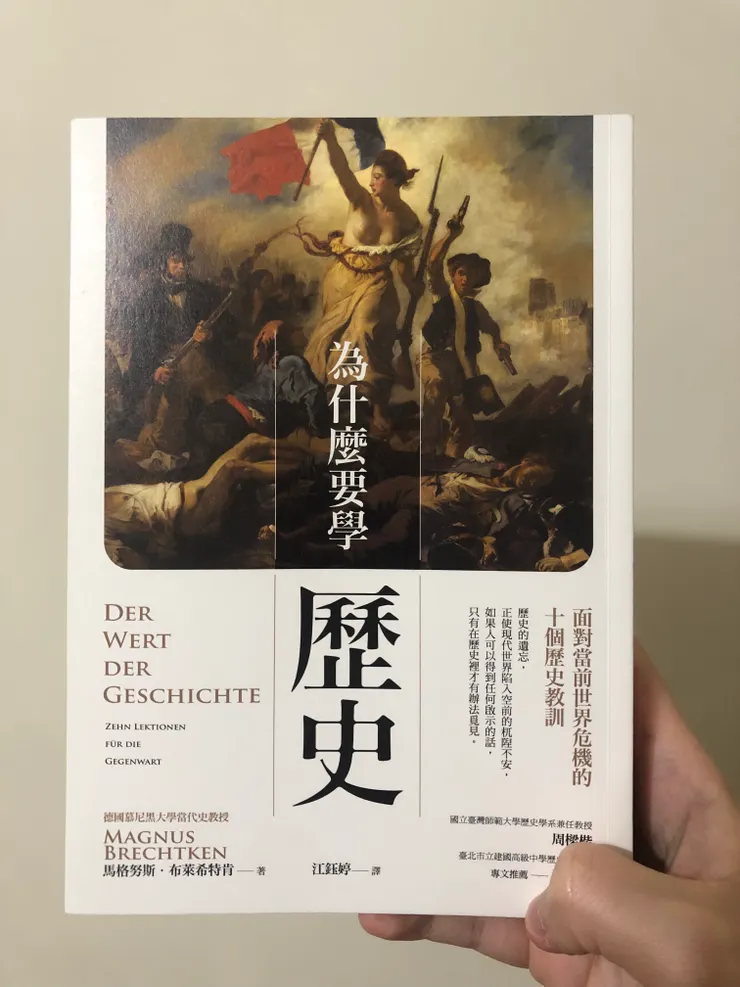 為什麼要學
歷史
面對當前世界危機的
十個歷史教訓
歷史的遺忘，
正使現代世界陷入空前的杌隉不安，
如果人可以得到任何啟示的話，
只有在歷史裡才有辦法覓見。
DER
WERT
DER
GESCHICHTE
ZEHN LEKTIONEN
FÜR DIE
GEGENWART
德國慕尼黑大學當代史教授
MAGNUS
BRECHTKEN
馬格努斯・布萊希特肯——著
江鈺婷——譯
國立臺灣師範大學歷史學系兼任教授
周樑楷
臺北市立建國高級中學歷
專文推薦——